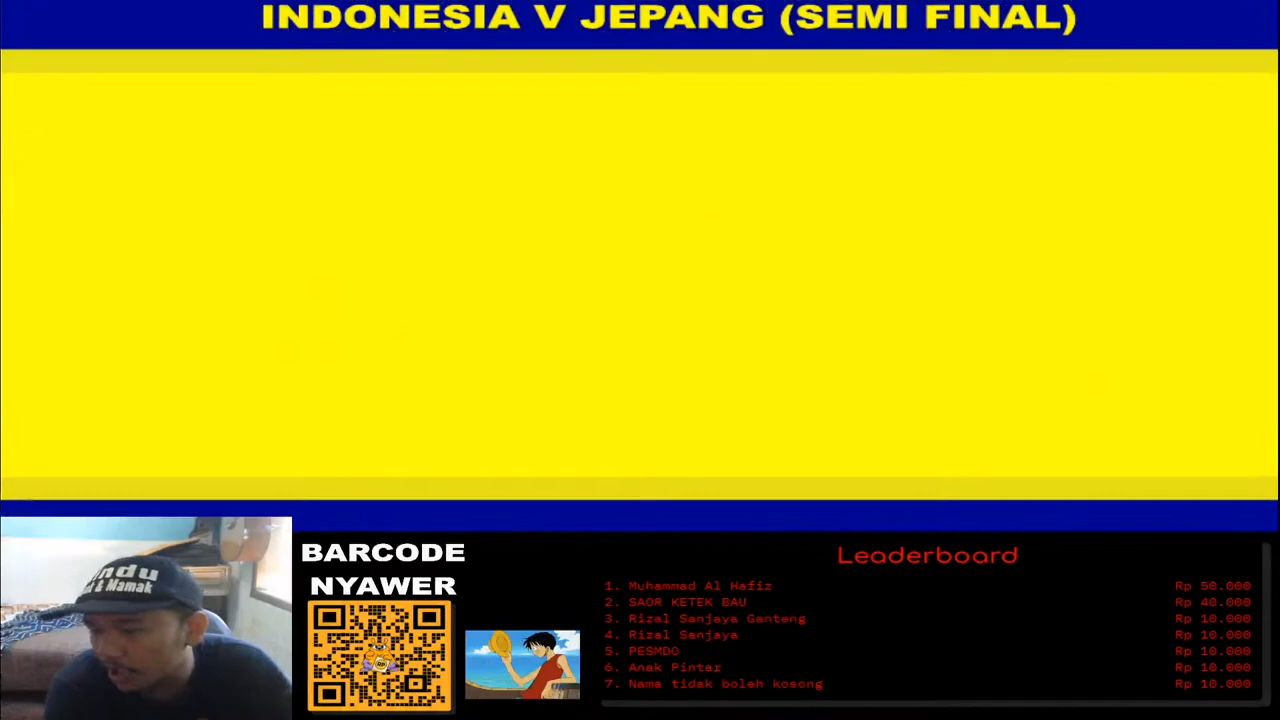 INDONESIA V JEPANG (SEMI FINAL)
BARCODE
NYAWER
Leaderboard
1. Muhammad Al Hafiz Rp 50.000
2. SAOR KETEK BAU Rp 40.000
3. Rizal Sanjaya Ganteng Rp 10.000
4. Rizal Sanjaya Rp 10.000
5. PESMDO Rp 10.000
6. Anak Pintar Rp 10.000
7. Nama tidak boleh kosong Rp 10.000
& Mamak